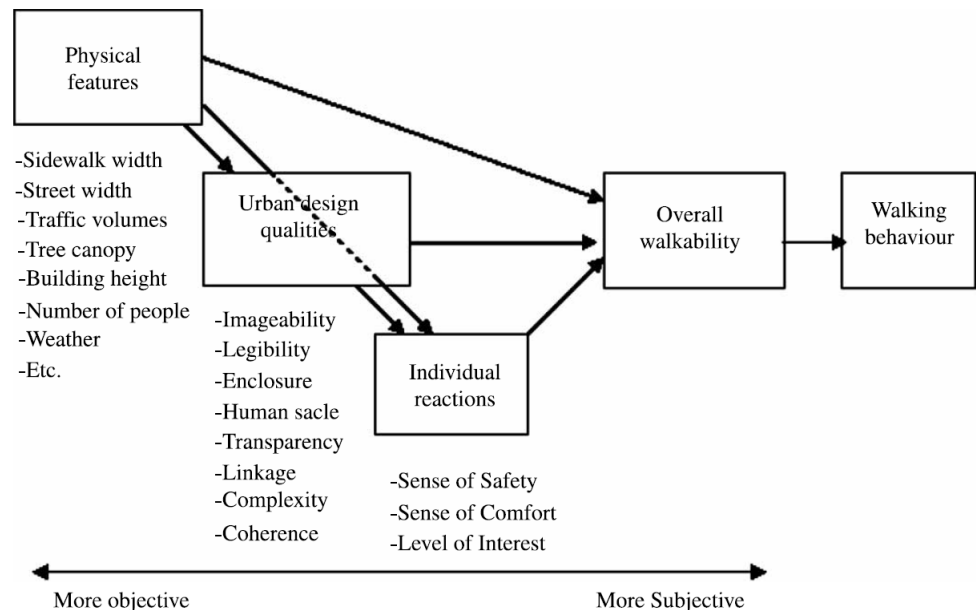 Physical
features
-Sidewalk width
-Street width
-Traffic volumes
-Tree canopy
-Building height
-Number of people
-Weather
-Etc.
Urban design
qualities
-Imageability
-Legibility
-Enclosure
-Human sacle
-Transparency
-Linkage
-Complexity
-Coherence
Individual
reactions
-Sense of Safety
-Sense of Comfort
-Level of Interest
Overall
walkability
Walking
behaviour
More objective
More Subjective